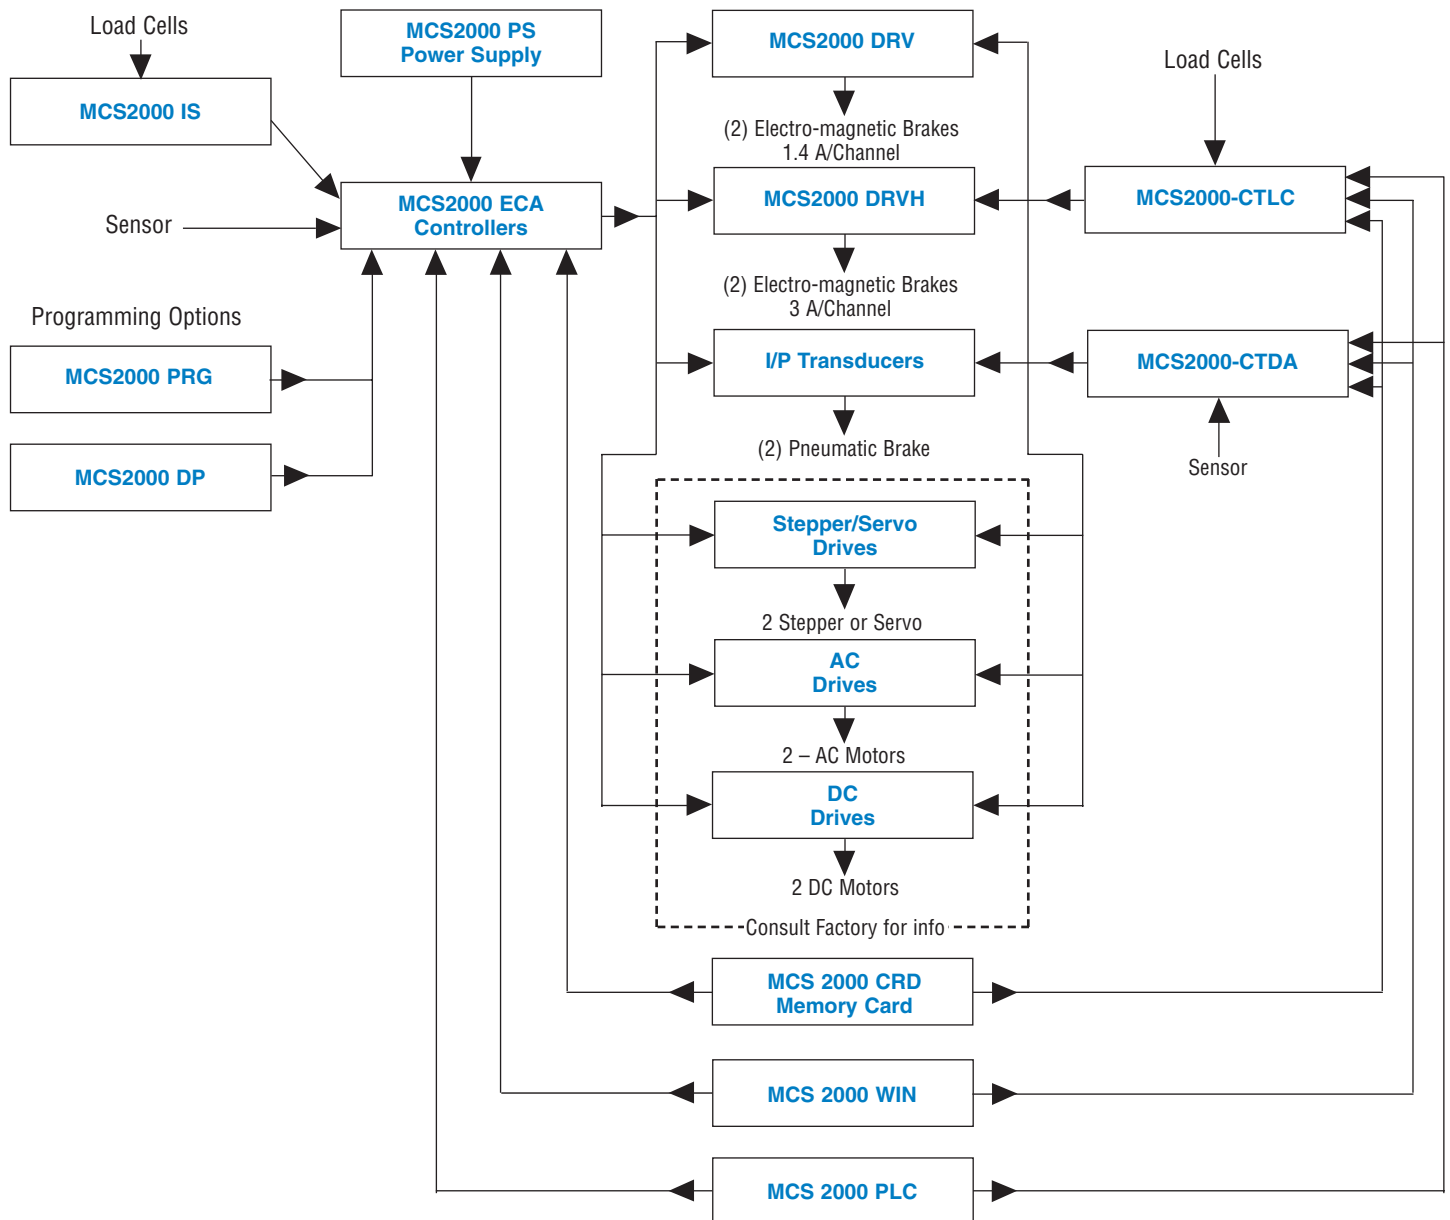 Load Cells
MCS2000 IS
Sensor
Programming Options
MCS2000 PRG
MCS2000 DP
MCS2000 PS
Power Supply
MCS2000 ECA
Controllers
MCS2000 DRV
(2) Electro-magnetic Brakes
1.4 A/Channel
MCS2000 DRVH
(2) Electro-magnetic Brakes
3 A/Channel
I/P Transducers
(2) Pneumatic Brake
Stepper/Servo
Drives
2 Stepper or Servo
AC
Drives
2 – AC Motors
DC
Drives
2 DC Motors
Consult Factory for info
MCS 2000 CRD
Memory Card
MCS 2000 WIN
MCS 2000 PLC
Load Cells
MCS2000-CTLC
MCS2000-CTDA
Sensor